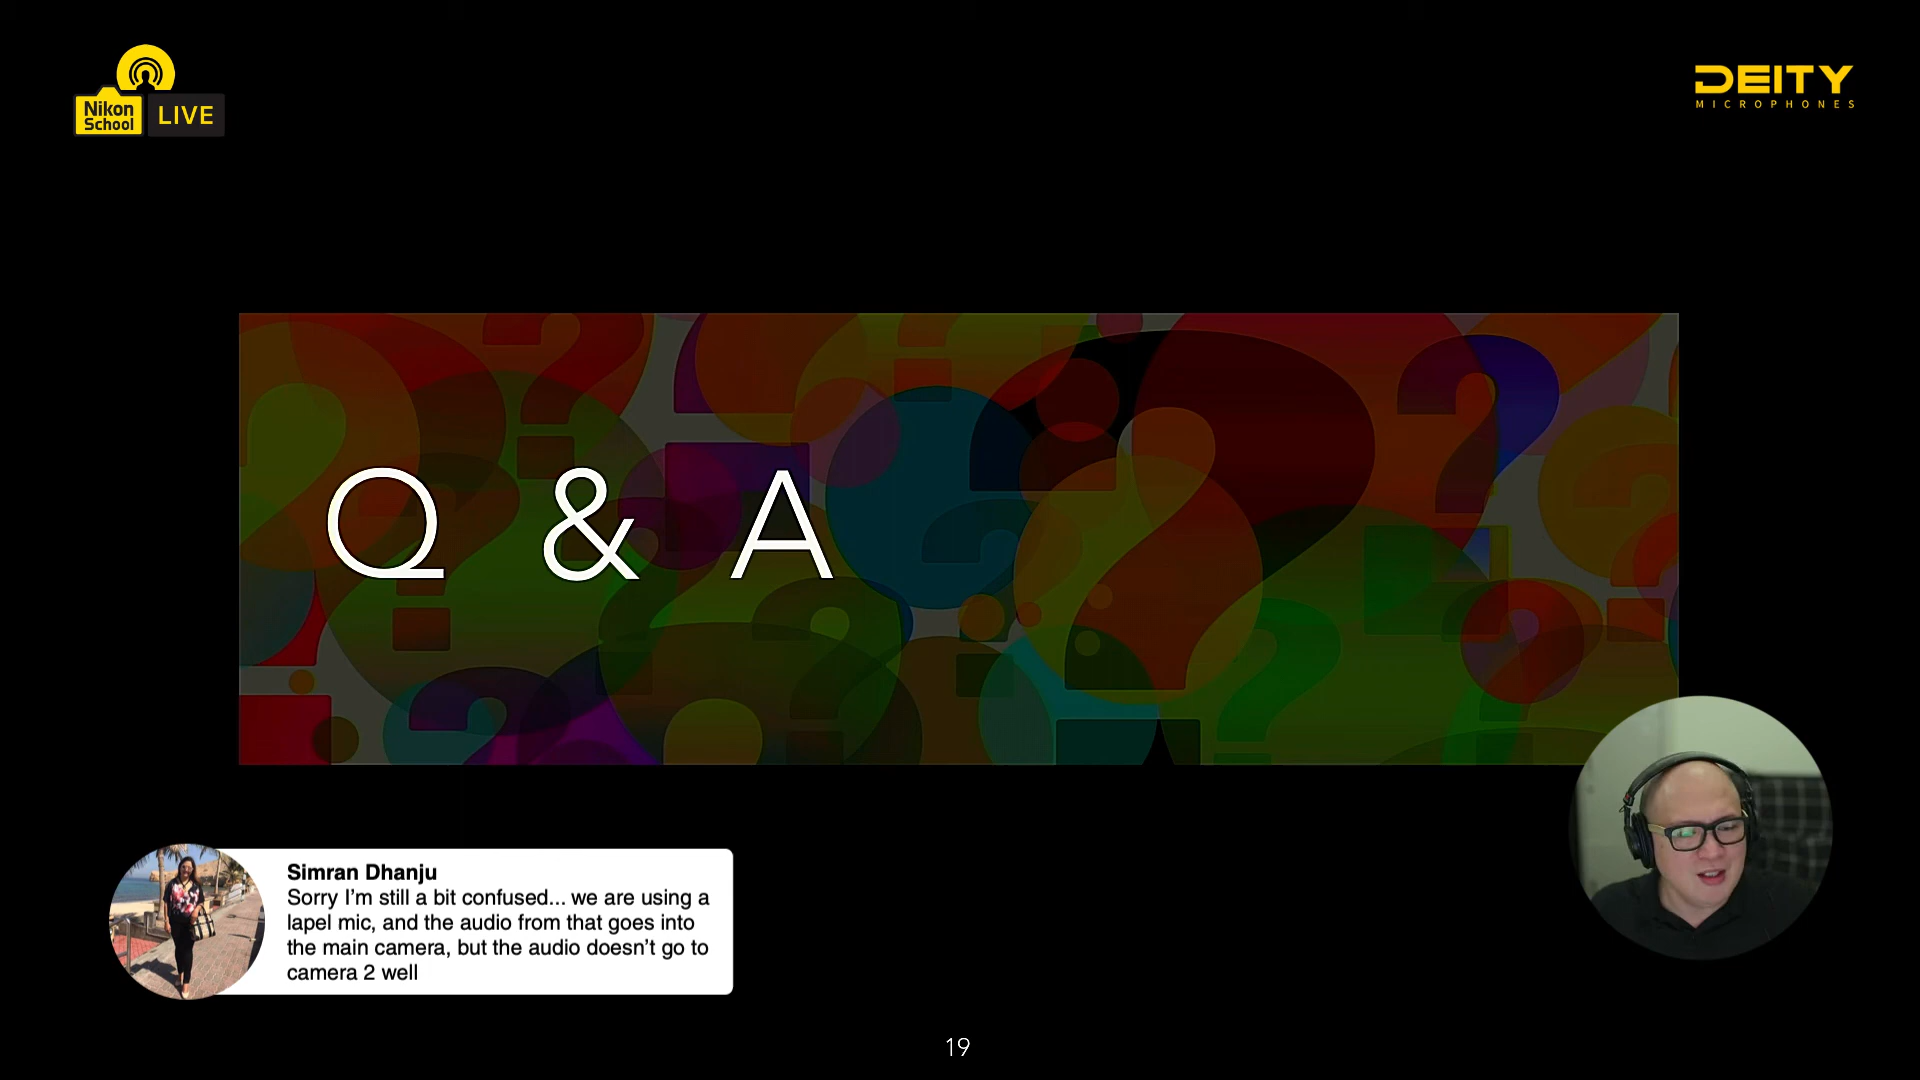 Nikon
School
LIVE
DEITY
MICROPHONES
Q & A
Simran Dhanju
Sorry I’m still a bit confused... we are using a
lapel mic, and the audio from that goes into
the main camera, but the audio doesn’t go to
camera 2 well
19